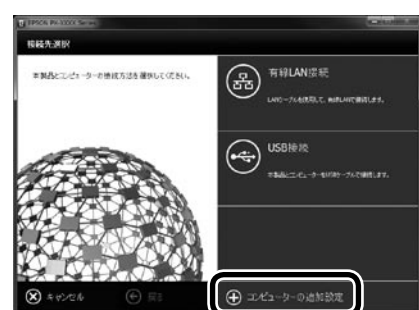 EPSON PX-XXXX Series
接続先選択
本製品とコンピューターの接続方法を選択してください。
有線LAN接続
LANケーブルを使用して、有線LANで接続します。
USB接続
本製品とコンピューターをUSBケーブルで接続します。
キャンセル
戻る
コンピューターの追加設定